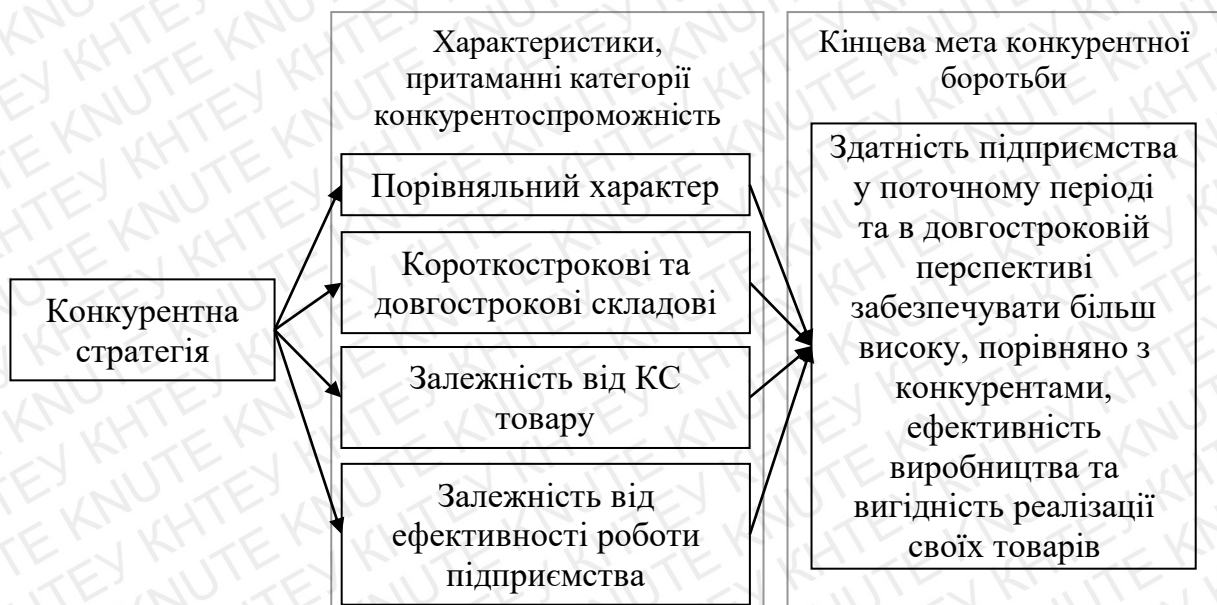 Характеристики,
притаманні категорії
конкурентоспроможність
Кінцева мета конкурентної
боротьби
Конкурентна
стратегія
Порівняльний характер
Короткострокові та
довгострокові складові
Залежність від КС
товару
Залежність від
ефективності роботи
підприємства
Здатність підприємства
у поточному періоді
та в довгостроковій
перспективі
забезпечувати більш
високу, порівняно з
конкурентами,
ефективність
виробництва та
вигідність реалізації
своїх товарів